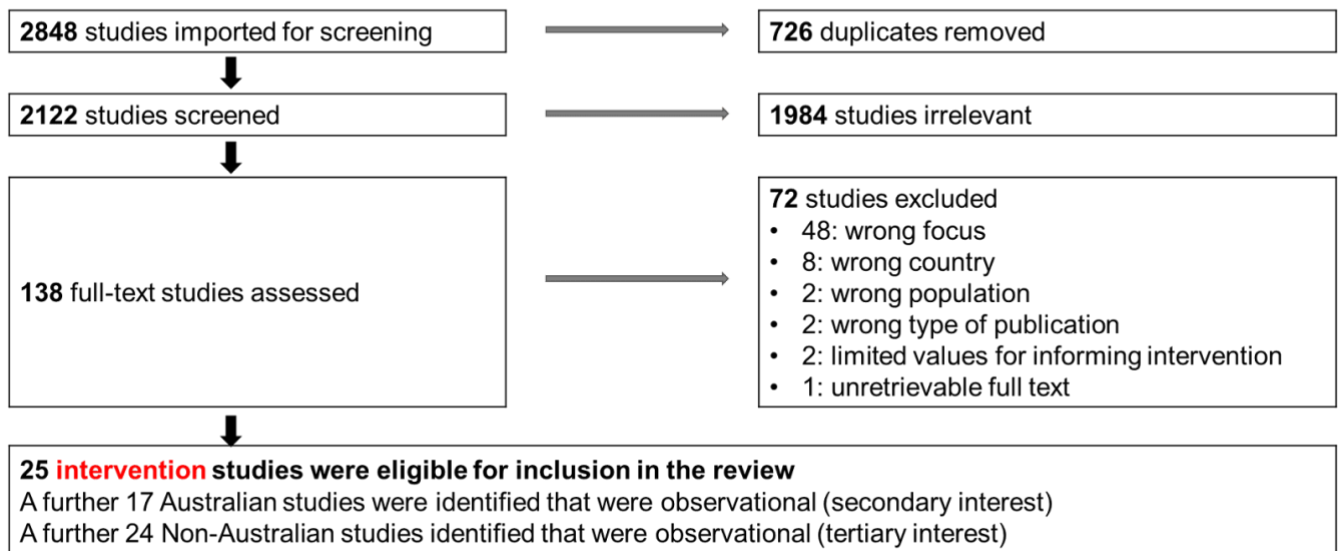 2848 studies imported for screening
726 duplicates removed
2122 studies screened
1984 studies irrelevant
138 full-text studies assessed
72 studies excluded
• 48: wrong focus
• 8: wrong country
• 2: wrong population
• 2: wrong type of publication
• 2: limited values for informing intervention
• 1: unretrievable full text
25 intervention studies were eligible for inclusion in the review
A further 17 Australian studies were identified that were observational (secondary interest)
A further 24 Non-Australian studies identified that were observational (tertiary interest)